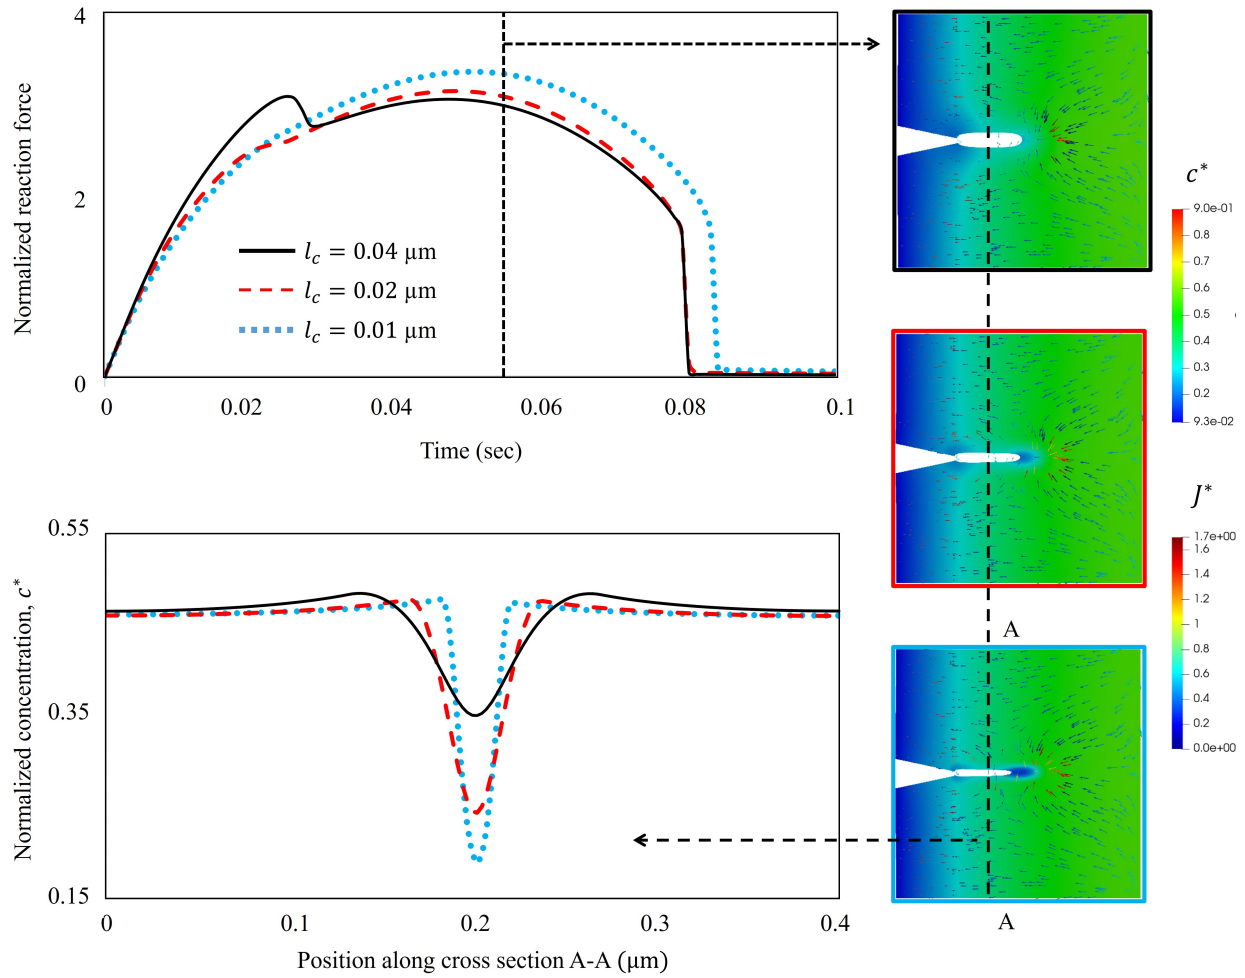 4
2
0
Normalized reaction force
l_c = 0.04 μm
l_c = 0.02 μm
l_c = 0.01 μm
0
0.02
0.04
0.06
0.08
0.1
Time (sec)
c*
9.0e-01
0.8
0.7
0.6
0.5
0.4
0.3
0.2
9.3e-02
J*
1.7e+00
1.6
1.4
1.2
1
0.8
0.6
0.4
0.2
0.0e+00
A
A
0.55
0.35
0.15
Normalized concentration, c*
0
0.1
0.2
0.3
0.4
Position along cross section A-A (μm)